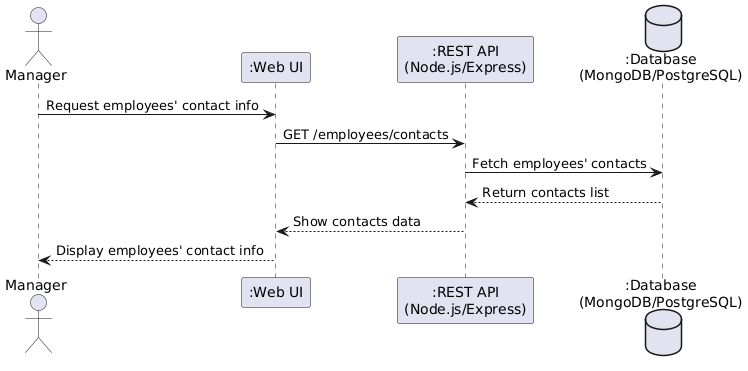 Manager
:Web UI
:REST API
(Node.js/Express)
:Database
(MongoDB/PostgreSQL)
Request employees' contact info
GET /employees/contacts
Fetch employees' contacts
Return contacts list
Show contacts data
Display employees' contact info
Manager
:Web UI
:REST API
(Node.js/Express)
:Database
(MongoDB/PostgreSQL)